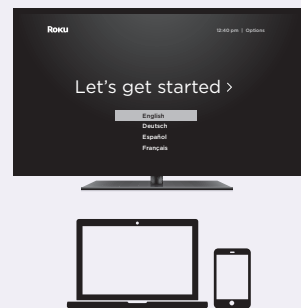 ROKU
12:40 pm | Options
Let's get started >
English
Deutsch
Español
Français